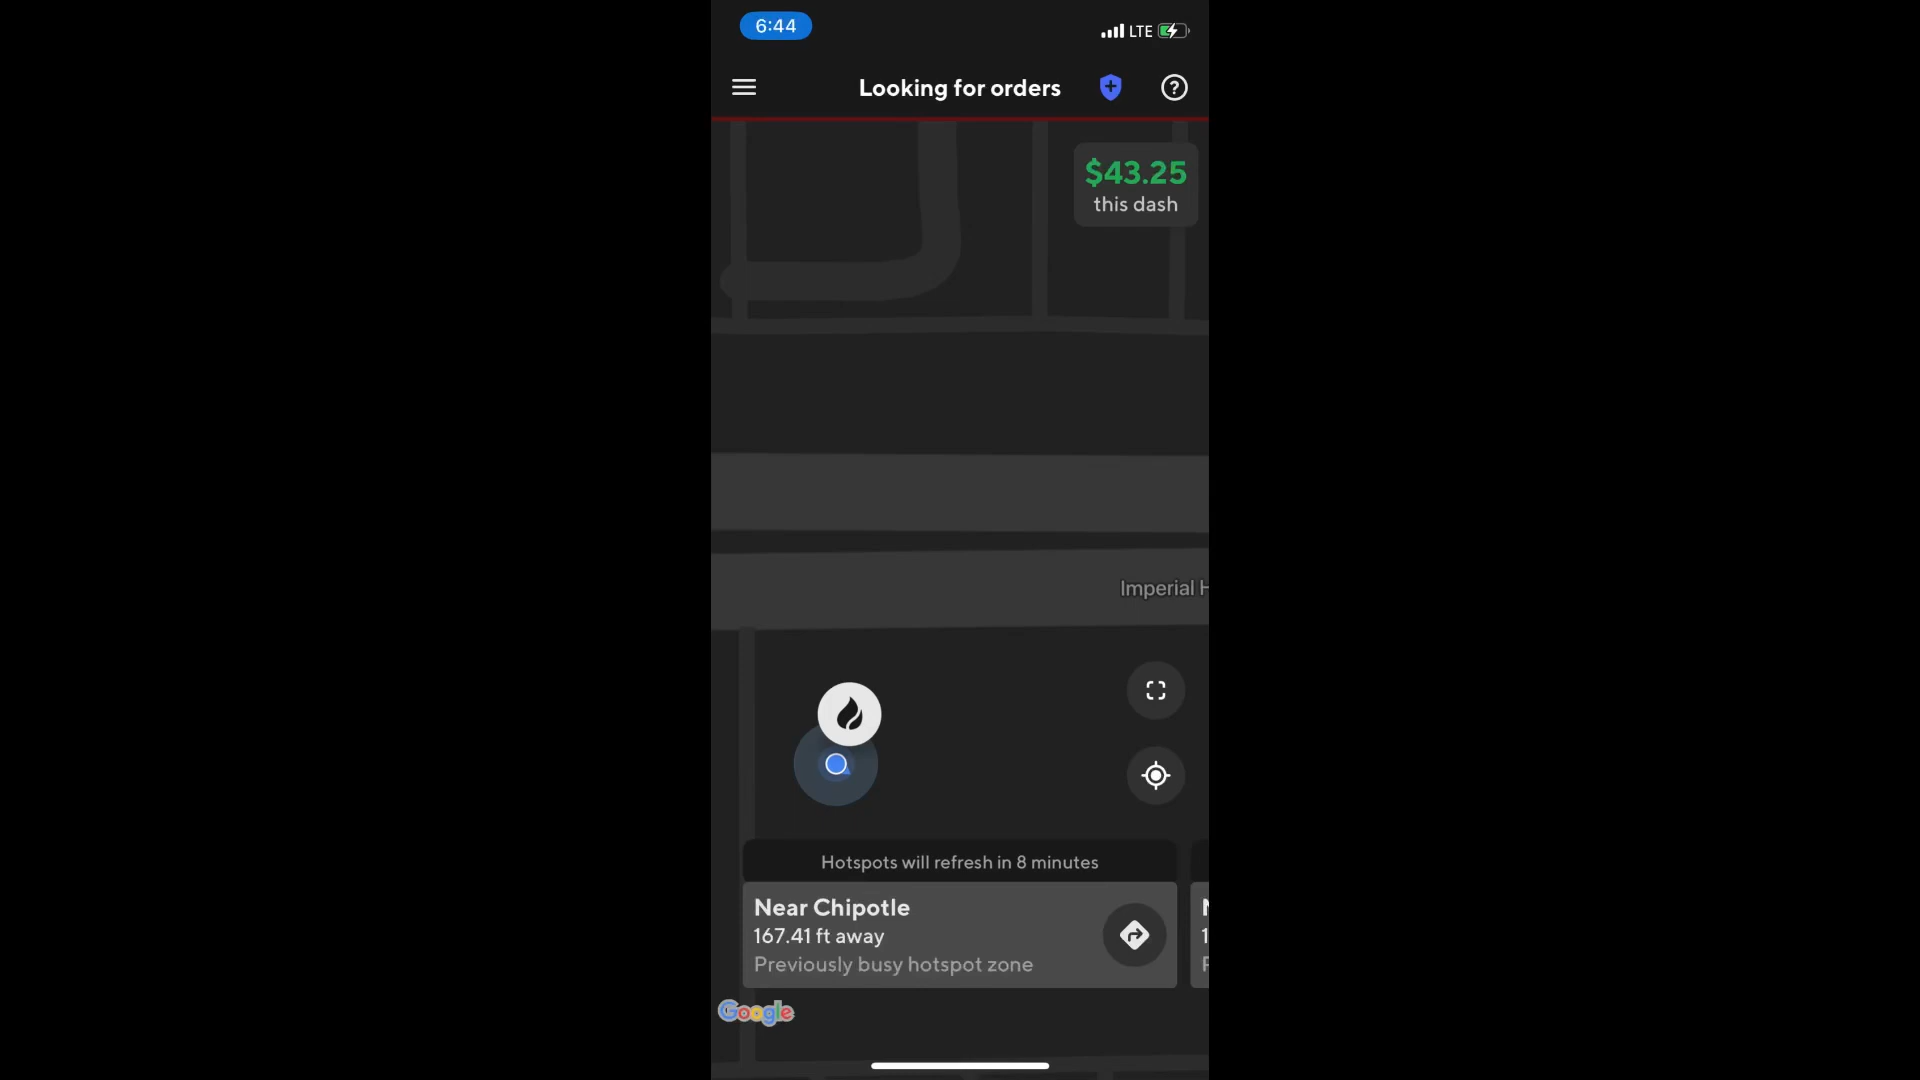 6:44
LTE
Looking for orders
$43.25
this dash
Imperial H
Hotspots will refresh in 8 minutes
Near Chipotle
167.41 ft away
Previously busy hotspot zone
Google